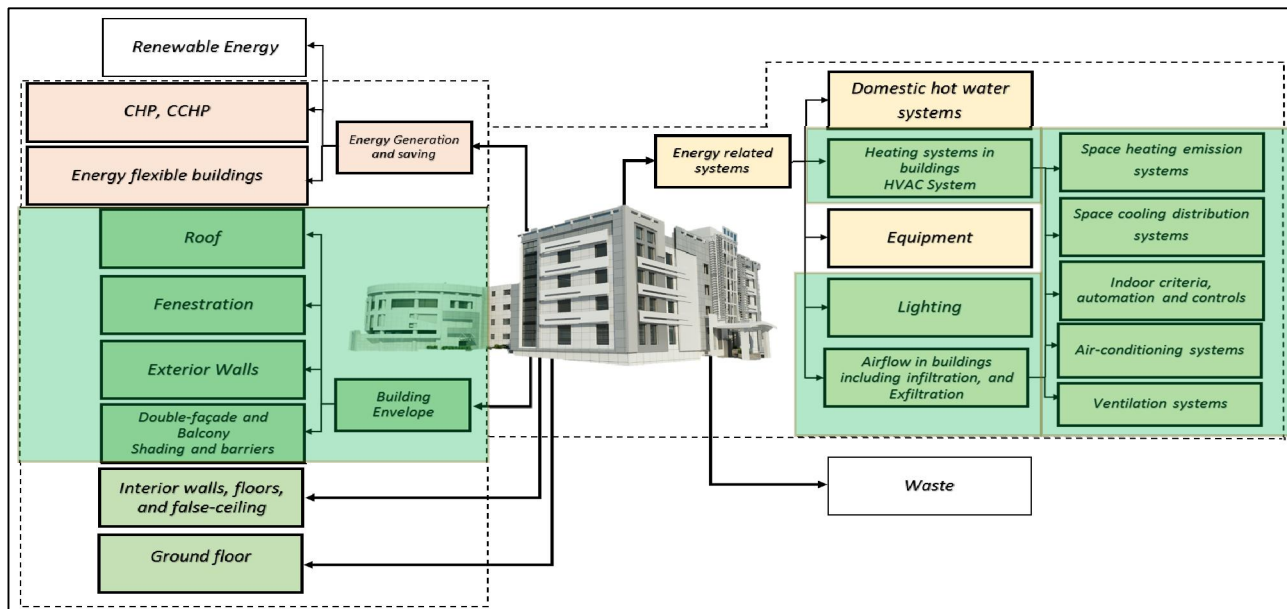 Renewable Energy
CHP, CCHP
Energy flexible buildings
Energy Generation
and saving
Roof
Fenestration
Exterior Walls
Double-façade and
Balcony
Shading and barriers
Building
Envelope
Interior walls, floors,
and false-ceiling
Ground floor
Energy related
systems
Domestic hot water
systems
Heating systems in
buildings
HVAC System
Equipment
Lighting
Airflow in buildings
including infiltration, and
Exfiltration
Space heating emission
systems
Space cooling distribution
systems
Indoor criteria,
automation and controls
Air-conditioning systems
Ventilation systems
Waste